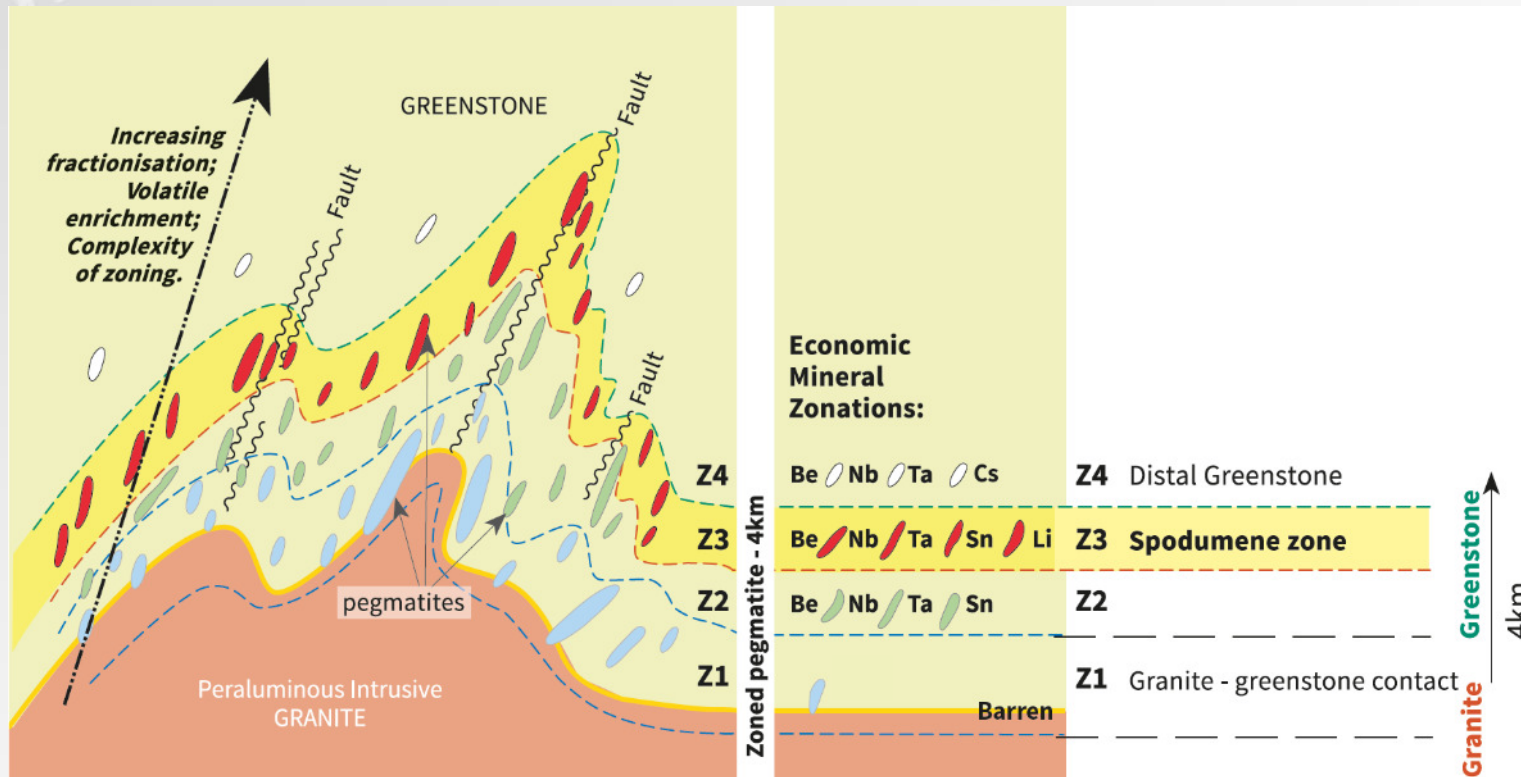 GREENSTONE
Increasing
fractionisation;
Volatile
enrichment;
Complexity
of zoning.
Fault
Fault
Fault
pegmatites
Peraluminous Intrusive
GRANITE
Z4
Z3
Z2
Z1
Zoned pegmatite - 4km
Economic
Mineral
Zonations:
Be Nb Ta Cs
Be Nb Ta Sn Li
Be Nb Ta Sn
Barren
Z4 Distal Greenstone
Z3 Spodumene zone
Z2
Z1 Granite - greenstone contact
Greenstone
Granite
4km